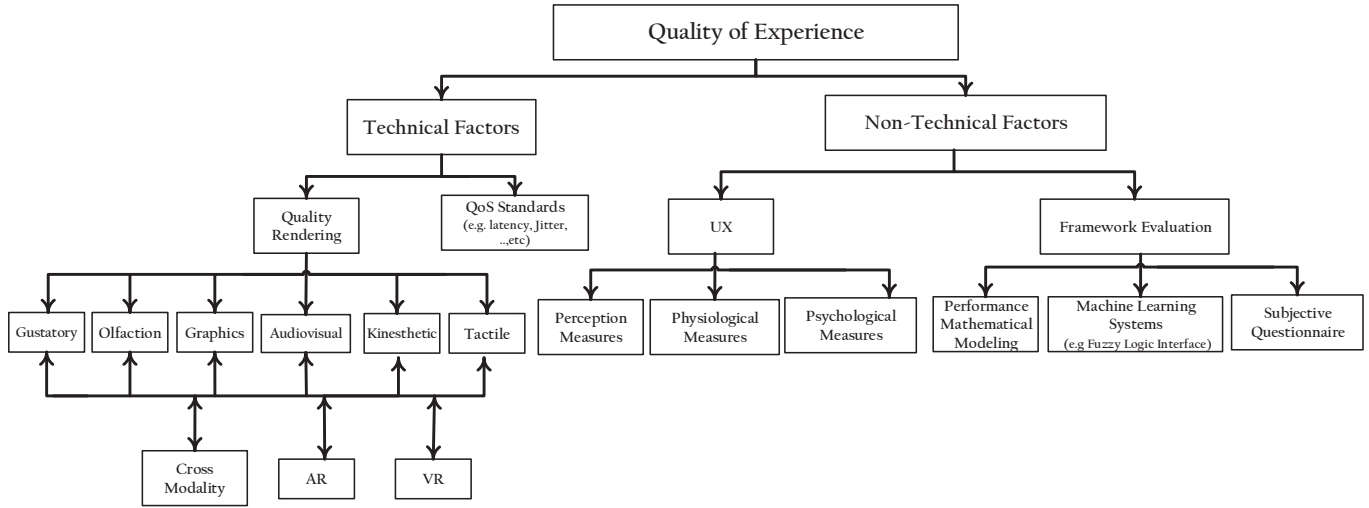 Quality of Experience
Technical Factors
Non-Technical Factors
Quality
Rendering
QoS Standards
(e.g. latency, Jitter,
..,etc)
UX
Framework Evaluation
Gustatory
Olfaction
Graphics
Audiovisual
Kinesthetic
Tactile
Perception
Measures
Physiological
Measures
Psychological
Measures
Performance
Mathematical
Modeling
Machine Learning
Systems
(e.g Fuzzy Logic Interface)
Subjective
Questionnaire
Cross
Modality
AR
VR